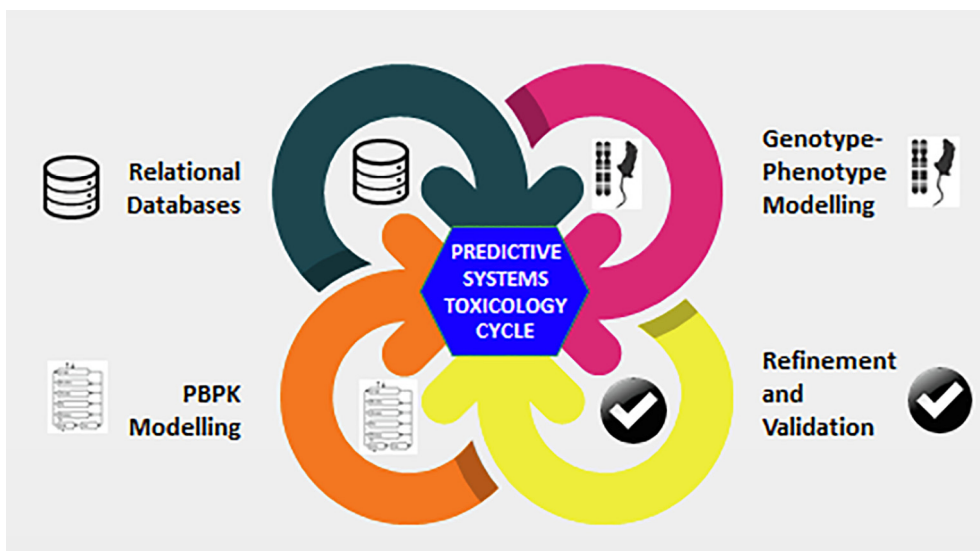 Relational
Databases
Genotype-
Phenotype
Modelling
PREDICTIVE
SYSTEMS
TOXICOLOGY
CYCLE
PBPK
Modelling
Refinement
and
Validation